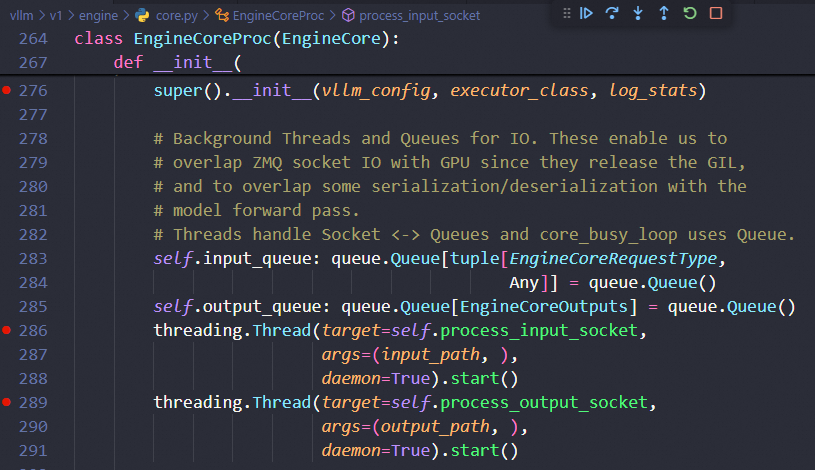 vllm > v1 > engine > core.py > EngineCoreProc > process_input_socket
264 class EngineCoreProc(EngineCore):
267     def __init__(
276         super().__init__(vllm_config, executor_class, log_stats)
277
278         # Background Threads and Queues for IO. These enable us to
279         # overlap ZMQ socket IO with GPU since they release the GIL,
280         # and to overlap some serialization/deserialization with the
281         # model forward pass.
282         # Threads handle Socket <-> Queues and core_busy_loop uses Queue.
283         self.input_queue: queue.Queue[tuple[EngineCoreRequestType,
284                                             Any]] = queue.Queue()
285         self.output_queue: queue.Queue[EngineCoreOutputs] = queue.Queue()
286         threading.Thread(target=self.process_input_socket,
287                          args=(input_path, ),
288                          daemon=True).start()
289         threading.Thread(target=self.process_output_socket,
290                          args=(output_path, ),
291                          daemon=True).start()